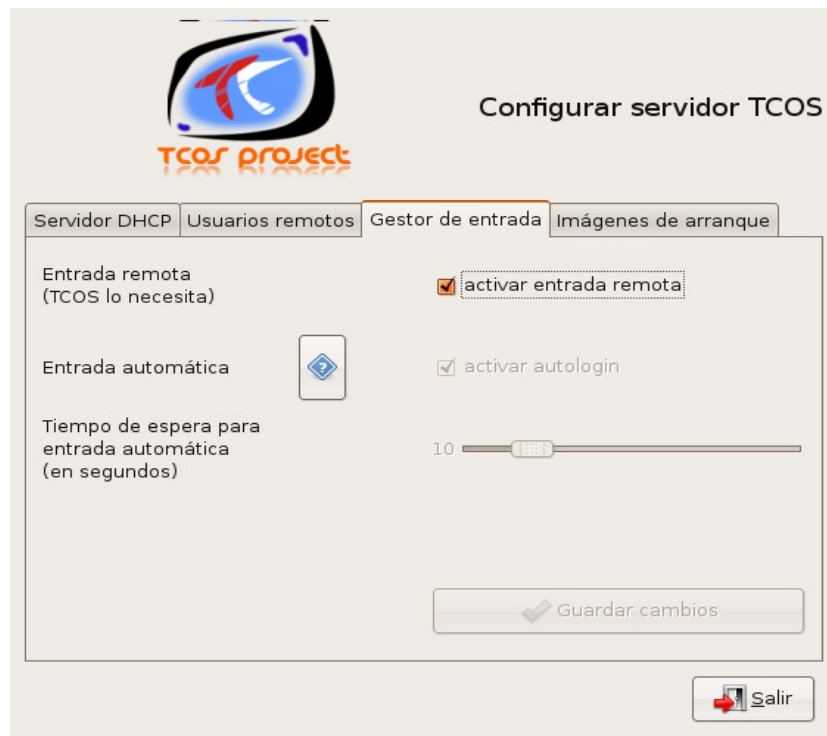 TCOS PROJECT
Configurar servidor TCOS
Servidor DHCP
Usuarios remotos
Gestor de entrada
Imágenes de arranque
Entrada remota
(TCOS lo necesita)
activar entrada remota
Entrada automática
?
activar autologin
Tiempo de espera para
entrada automática
(en segundos)
10
Guardar cambios
Salir